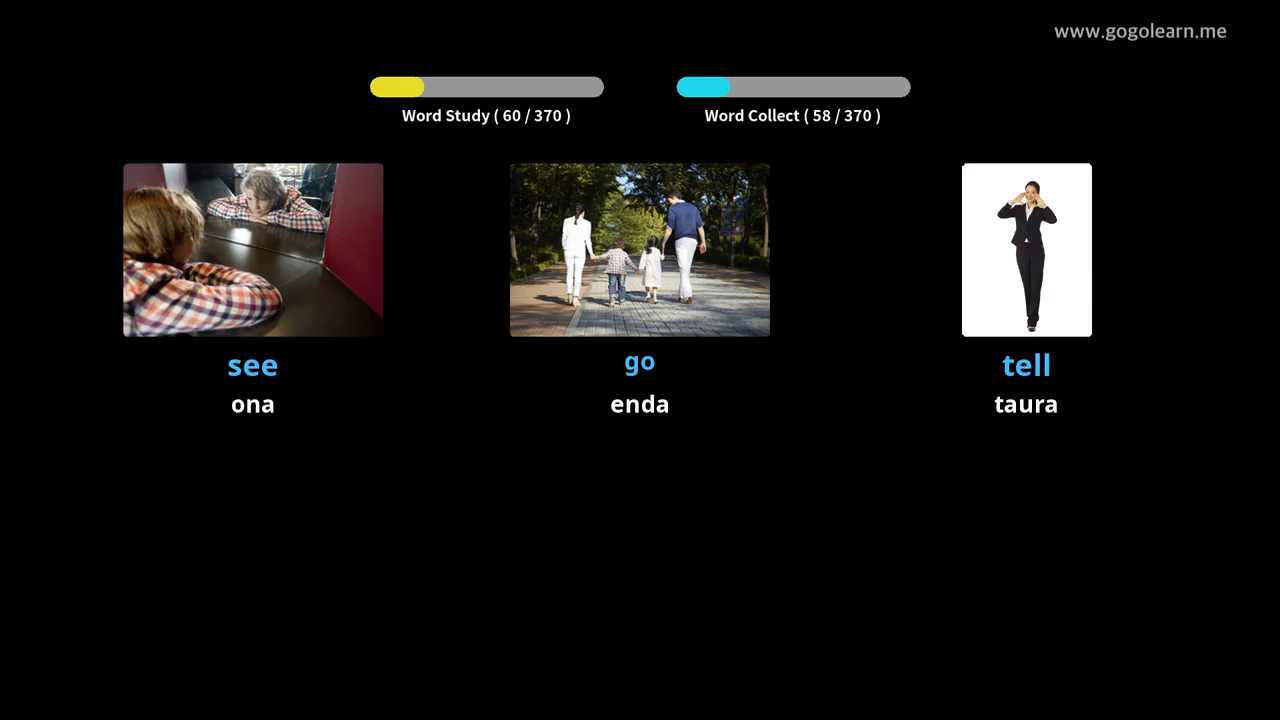 www.gogolearn.me
Word Study ( 60 / 370 )
Word Collect ( 58 / 370 )
see
go
tell
ona
enda
taura